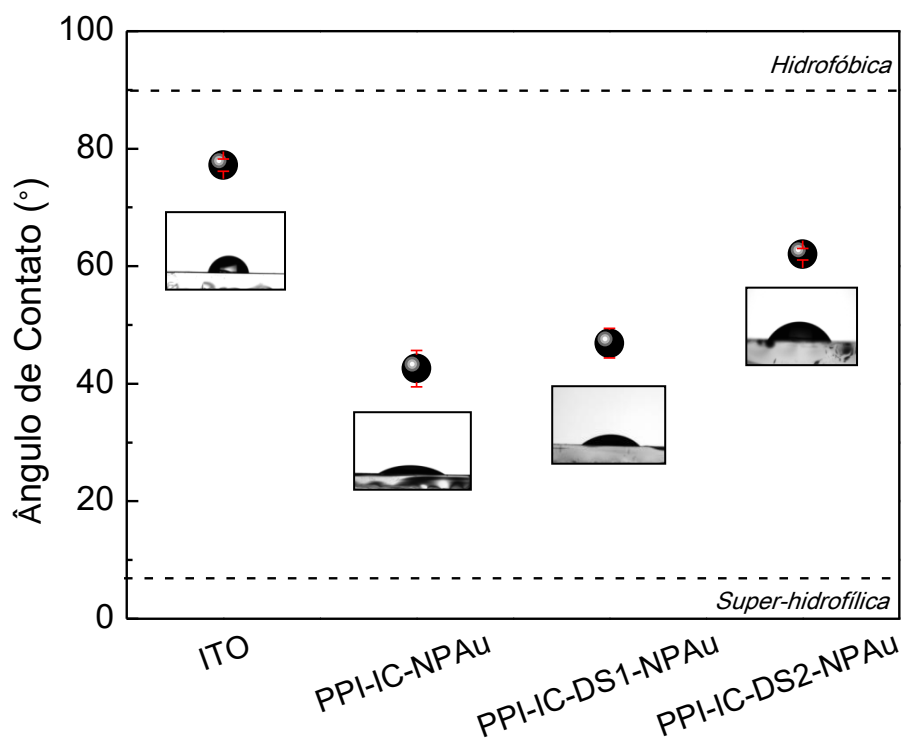 Ângulo de Contato (°)
100
80
60
40
20
0
Hidrofóbica
Super-hidrofílica
ITO
PPI-IC-NPAu
PPI-IC-DS1-NPAu
PPI-IC-DS2-NPAu